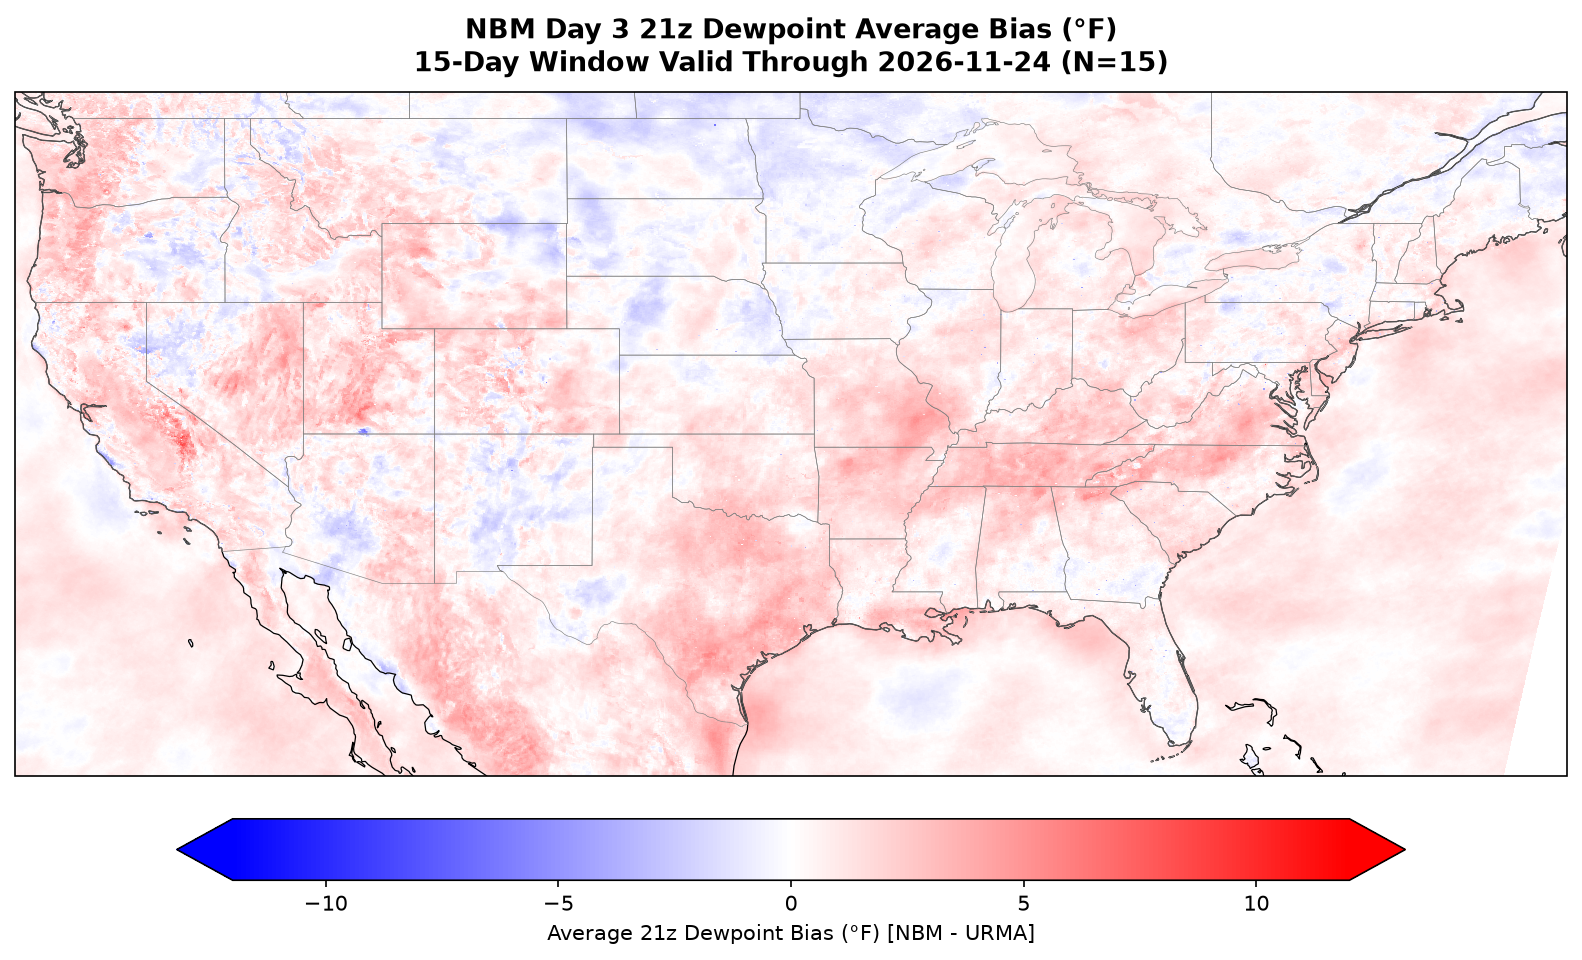 NBM Day 3 21z Dewpoint Average Bias (°F)
15-Day Window Valid Through 2026-11-24 (N=15)
−10 −5 0 5 10
Average 21z Dewpoint Bias (°F) [NBM - URMA]